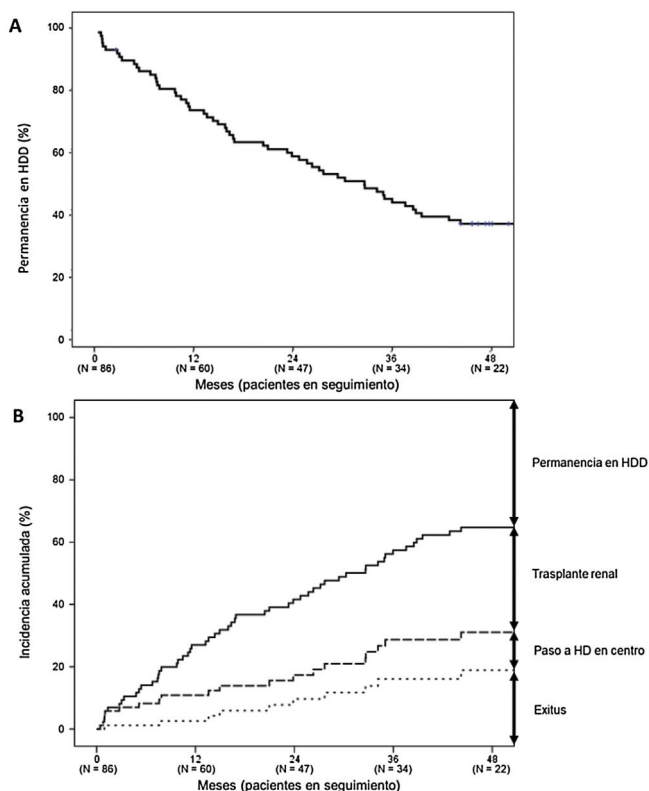 A
Permanencia en HDD (%)
100
80
60
40
20
0
0 12 24 36 48
(N = 86) (N = 60) (N = 47) (N = 34) (N = 22)
Meses (pacientes en seguimiento)
B
Incidencia acumulada (%)
100
80
60
40
20
0
Permanencia en HDD
Trasplante renal
Paso a HD en centro
Exitus
0 12 24 36 48
(N = 86) (N = 60) (N = 47) (N = 34) (N = 22)
Meses (pacientes en seguimiento)